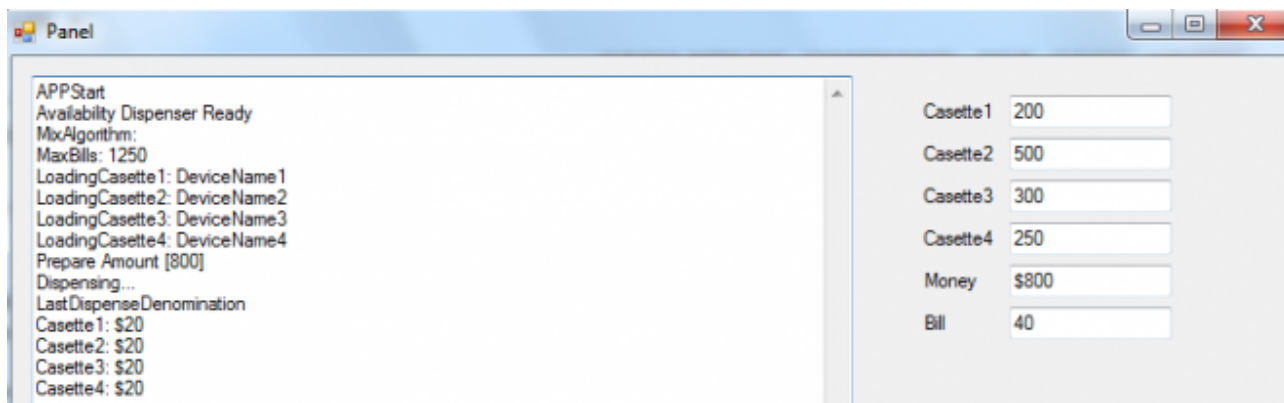 Panel
APPStart
Availability Dispenser Ready
MixAlgorithm:
MaxBills: 1250
LoadingCasette1: DeviceName1
LoadingCasette2: DeviceName2
LoadingCasette3: DeviceName3
LoadingCasette4: DeviceName4
Prepare Amount [800]
Dispensing...
LastDispenseDenomination
Casette1: $20
Casette2: $20
Casette3: $20
Casette4: $20
Casette1 200
Casette2 500
Casette3 300
Casette4 250
Money $800
Bill 40